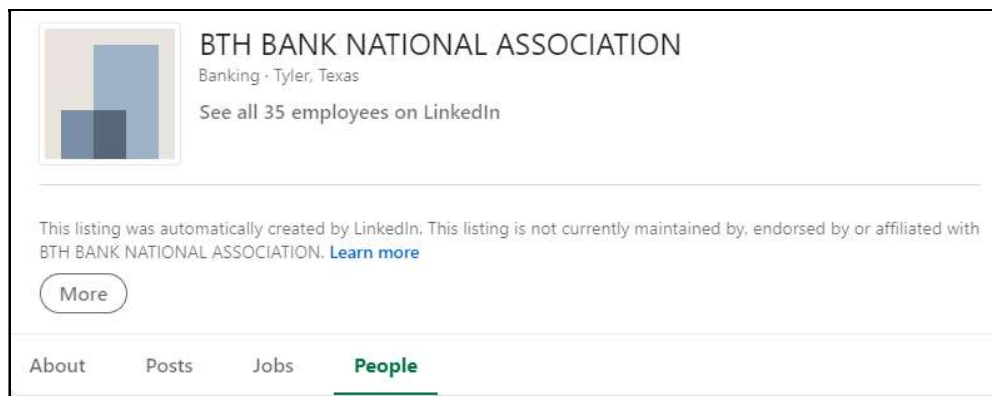 BTH BANK NATIONAL ASSOCIATION
Banking · Tyler, Texas
See all 35 employees on LinkedIn
This listing was automatically created by LinkedIn. This listing is not currently maintained by, endorsed by or affiliated with
BTH BANK NATIONAL ASSOCIATION. Learn more
More
About Posts Jobs People